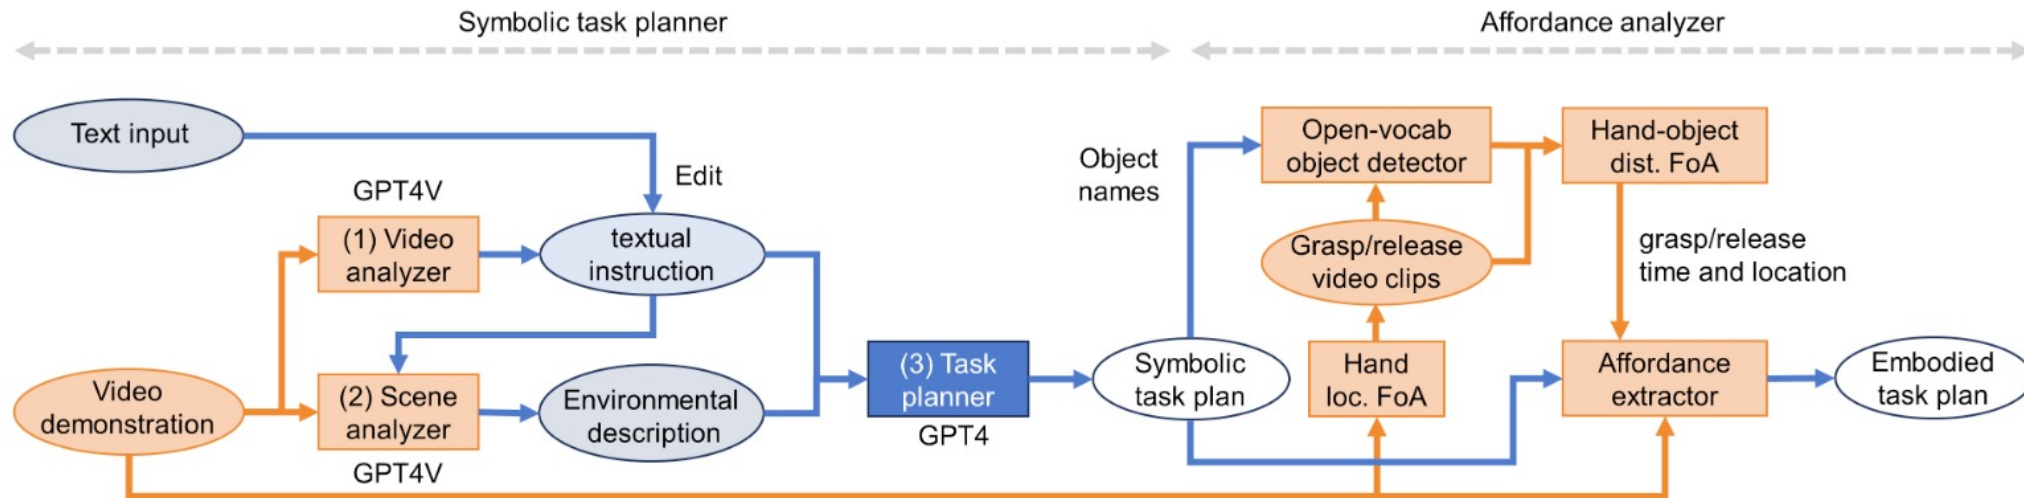 Symbolic task planner
Affordance analyzer
Text input
Edit
GPT4V
(1) Video
analyzer
textual
instruction
Video
demonstration
(2) Scene
analyzer
GPT4V
Environmental
description
(3) Task
planner
GPT4
Symbolic
task plan
Object
names
Open-vocab
object detector
Hand-object
dist. FoA
Grasp/release
video clips
grasp/release
time and location
Hand
loc. FoA
Affordance
extractor
Embodied
task plan